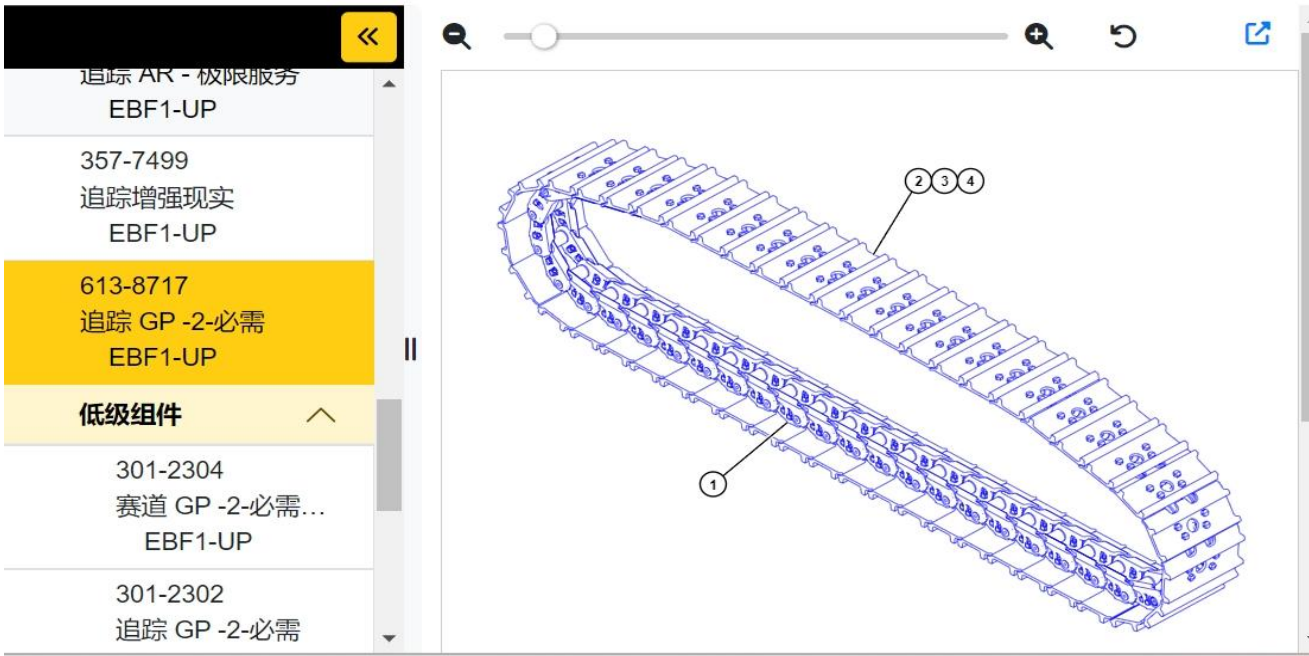 追踪 AR - 极限服务
EBF1-UP
357-7499
追踪增强现实
EBF1-UP
613-8717
追踪 GP -2-必需
EBF1-UP
低级组件
301-2304
赛道 GP -2-必需…
EBF1-UP
301-2302
追踪 GP -2-必需
2 3 4
1